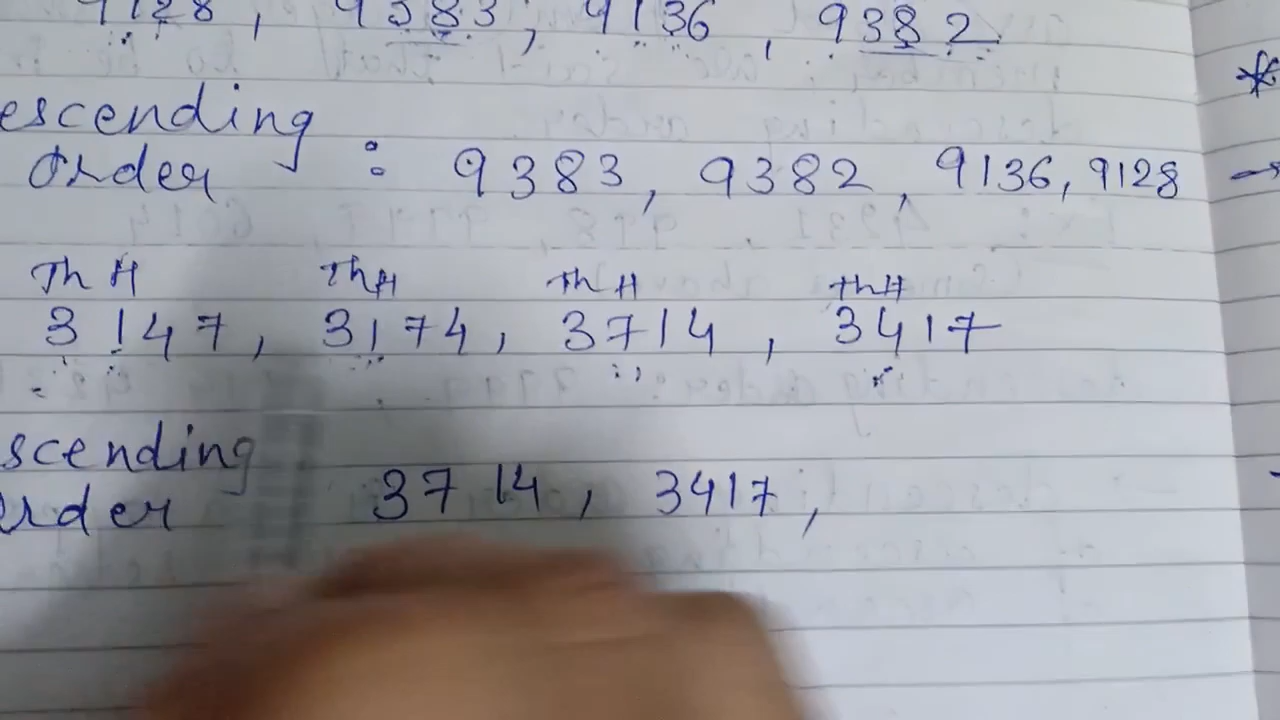 9128, 9383, 9136, 9382
escending
Order : 9383, 9382, 9136, 9128 →
Th H Th H Th H Th H
3147, 3174, 3714, 3417
scending
rder 3714, 3417,